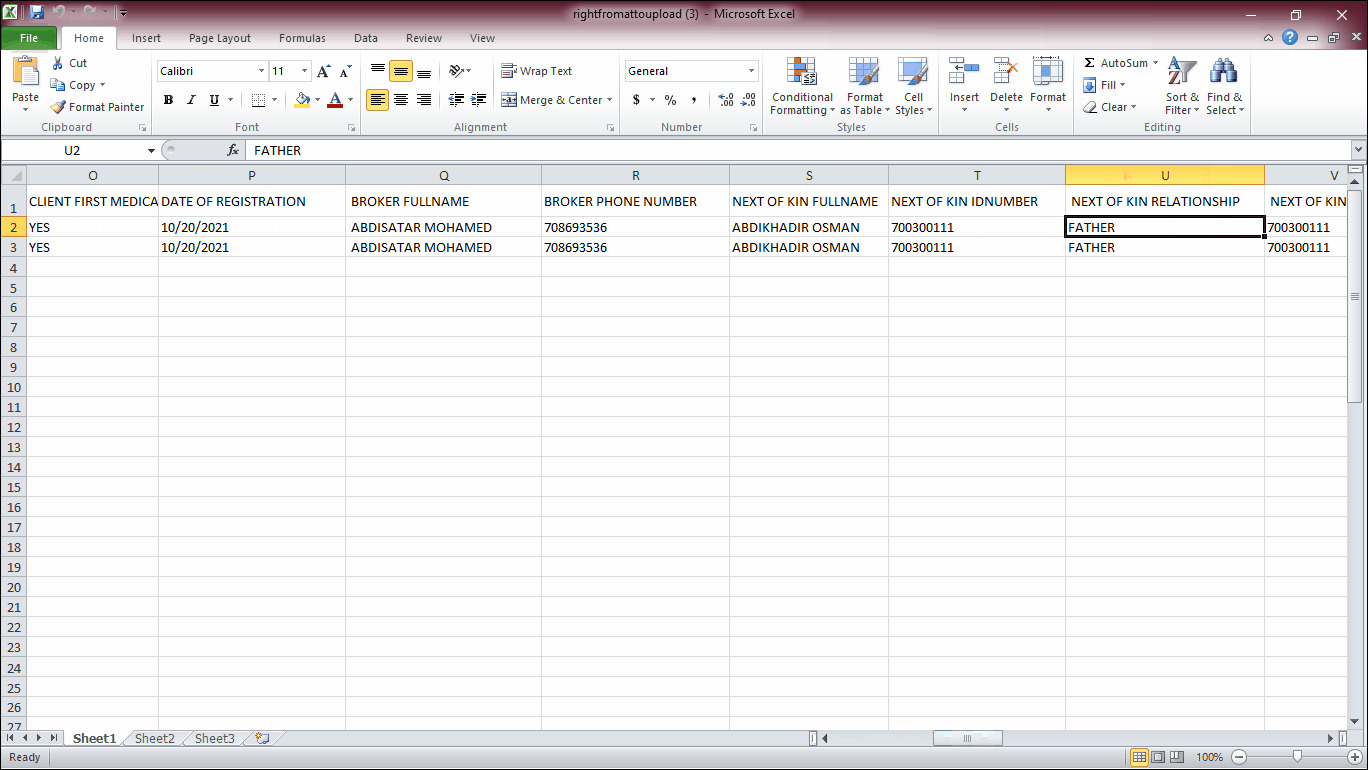 rightfromattoupload (3) - Microsoft Excel
File Home Insert Page Layout Formulas Data Review View
Paste
Cut
Copy
Format Painter
Clipboard
Calibri 11
B I U
Font
Wrap Text
Merge & Center
Alignment
General
$ % ,
Number
Conditional Formatting
Format as Table
Cell Styles
Styles
Insert Delete Format
Cells
Σ AutoSum
Fill
Clear
Sort & Filter
Find & Select
Editing
U2 fx FATHER
O P Q R S T U V
1 CLIENT FIRST MEDICA DATE OF REGISTRATION BROKER FULLNAME BROKER PHONE NUMBER NEXT OF KIN FULLNAME NEXT OF KIN IDNUMBER NEXT OF KIN RELATIONSHIP NEXT OF KIN
2 YES 10/20/2021 ABDISATAR MOHAMED 708693536 ABDIKHADIR OSMAN 700300111 FATHER 700300111
3 YES 10/20/2021 ABDISATAR MOHAMED 708693536 ABDIKHADIR OSMAN 700300111 FATHER 700300111
4
5
6
7
8
9
10
11
12
13
14
15
16
17
18
19
20
21
22
23
24
25
26
27
Sheet1 Sheet2 Sheet3
Ready 100%